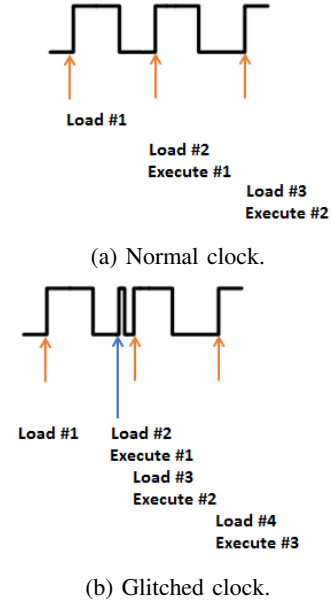 Load #1
Load #2
Execute #1
Load #3
Execute #2
(a) Normal clock.
Load #1
Load #2
Execute #1
Load #3
Execute #2
Load #4
Execute #3
(b) Glitched clock.